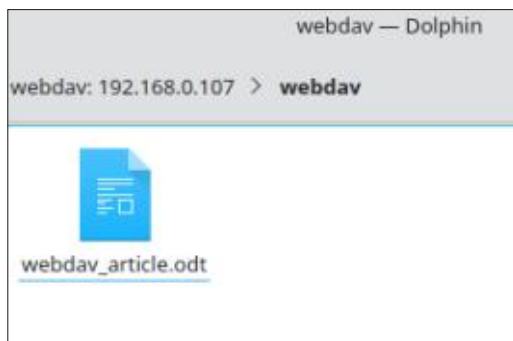 webdav — Dolphin
webdav: 192.168.0.107 > webdav
webdav_article.odt